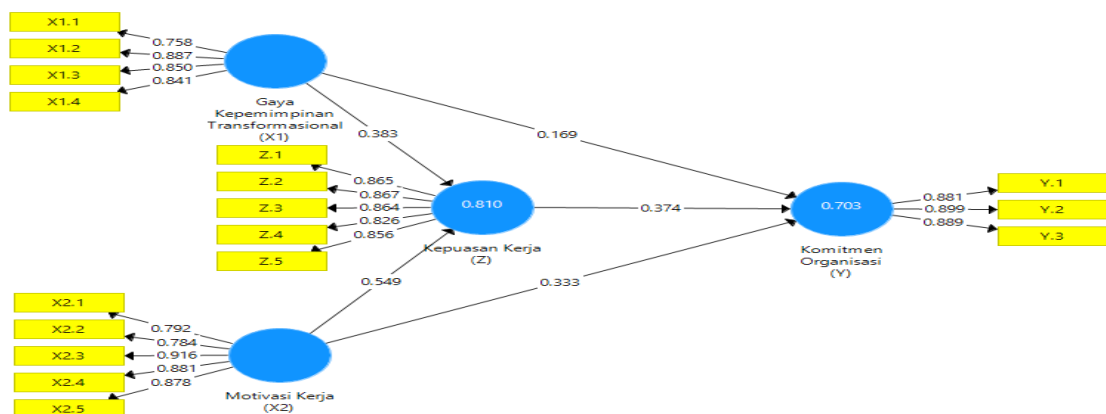 X1.1
X1.2
X1.3
X1.4
0.758
0.887
0.850
0.841
Gaya
Kepemimpinan
Transformasional
(X1)
0.383
0.169
Z.1
Z.2
Z.3
Z.4
Z.5
0.865
0.867
0.864
0.826
0.856
0.810
Kepuasan Kerja
(Z)
0.374
0.703
Komitmen
Organisasi
(Y)
0.881
0.899
0.889
Y.1
Y.2
Y.3
0.549
0.333
X2.1
X2.2
X2.3
X2.4
X2.5
0.792
0.784
0.916
0.881
0.878
Motivasi Kerja
(X2)